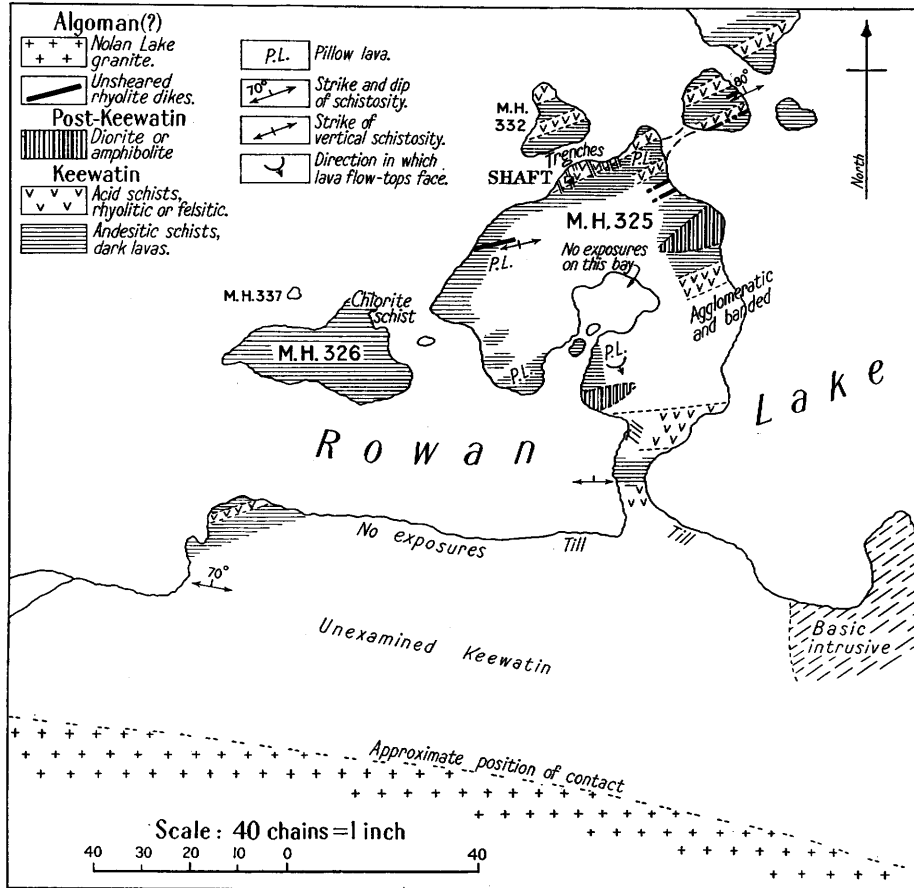 Algoman(?)
Nolan Lake
granite.
Unsheared
rhyolite dikes.
Post-Keewatin
Diorite or
amphibolite
Keewatin
Acid schists,
rhyolitic or felsitic.
Andesitic schists,
dark lavas.
P.L.
Pillow lava.
70°
Strike and dip
of schistosity.
Strike of
vertical schistosity.
Direction in which
lava flow-tops face.
North
80°
M.H.
332
Trenches
SHAFT
P.L.
M.H. 325
P.L.
No exposures
on this bay
Agglomeratic
and banded
M.H.337
Chlorite
schist
M.H. 326
P.L.
P.L.
Rowan
Lake
No exposures
Till
Till
70°
Basic
intrusive
Unexamined Keewatin
Approximate position of contact
Scale : 40 chains = 1 inch
40 30 20 10 0 40